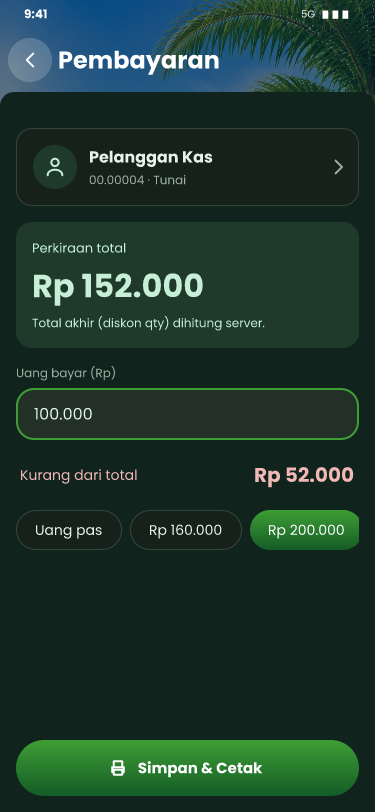 9:41
5G
Pembayaran
Pelanggan Kas
00.00004 · Tunai
Perkiraan total
Rp 152.000
Total akhir (diskon qty) dihitung server.
Uang bayar (Rp)
100.000
Kurang dari total
Rp 52.000
Uang pas
Rp 160.000
Rp 200.000
Simpan & Cetak